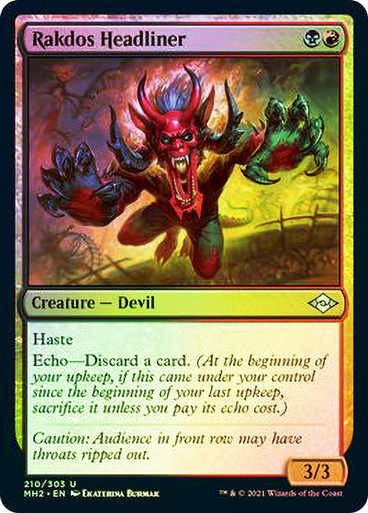 Rakdos Headliner
Creature — Devil
Haste
Echo—Discard a card. (At the beginning of
your upkeep, if this came under your control
since the beginning of your last upkeep,
sacrifice it unless you pay its echo cost.)
Caution: Audience in front row may have
throats ripped out.
3/3
210/303 U
MH2 • EN Ekaterina Burmak
™ & © 2021 Wizards of the Coast